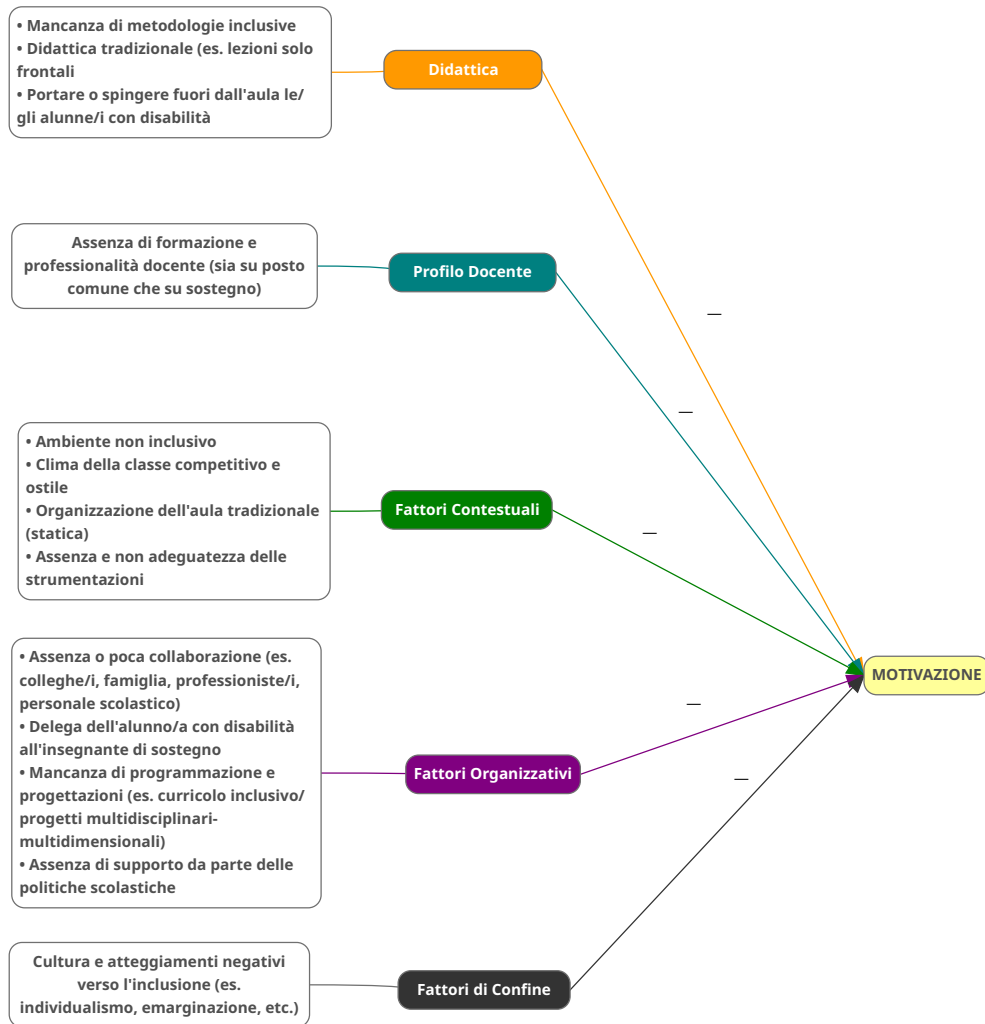 • Mancanza di metodologie inclusive
• Didattica tradizionale (es. lezioni solo
frontali
• Portare o spingere fuori dall'aula le/
gli alunne/i con disabilità
Didattica
Assenza di formazione e
professionalità docente (sia su posto
comune che su sostegno)
Profilo Docente
—
—
• Ambiente non inclusivo
• Clima della classe competitivo e
ostile
• Organizzazione dell'aula tradizionale
(statica)
• Assenza e non adeguatezza delle
strumentazioni
Fattori Contestuali
—
MOTIVAZIONE
• Assenza o poca collaborazione (es.
colleghe/i, famiglia, professioniste/i,
personale scolastico)
• Delega dell'alunno/a con disabilità
all'insegnante di sostegno
• Mancanza di programmazione e
progettazioni (es. curricolo inclusivo/
progetti multidisciplinari-
multidimensionali)
• Assenza di supporto da parte delle
politiche scolastiche
Fattori Organizzativi
—
—
Cultura e atteggiamenti negativi
verso l'inclusione (es.
individualismo, emarginazione, etc.)
Fattori di Confine